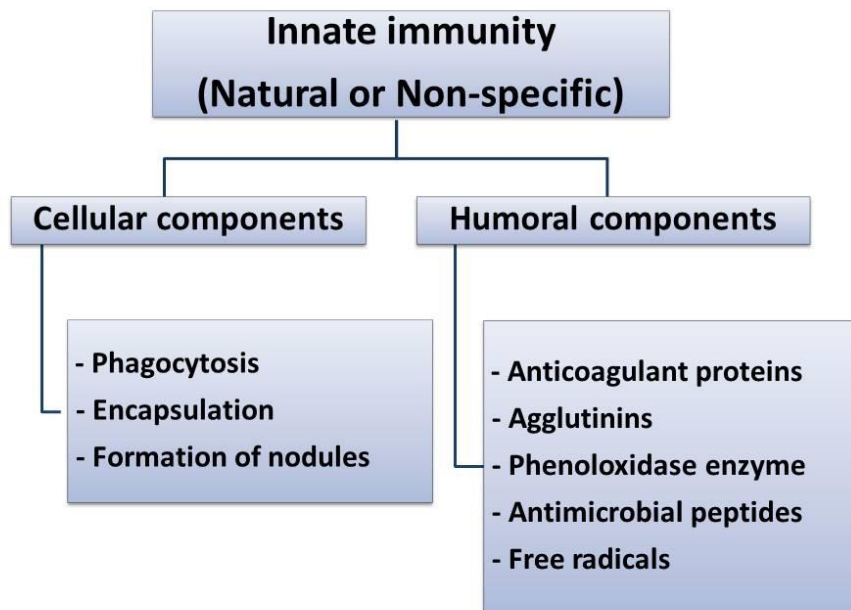 Innate immunity
(Natural or Non-specific)
Cellular components
Humoral components
- Phagocytosis
- Encapsulation
- Formation of nodules
- Anticoagulant proteins
- Agglutinins
- Phenoloxidase enzyme
- Antimicrobial peptides
- Free radicals